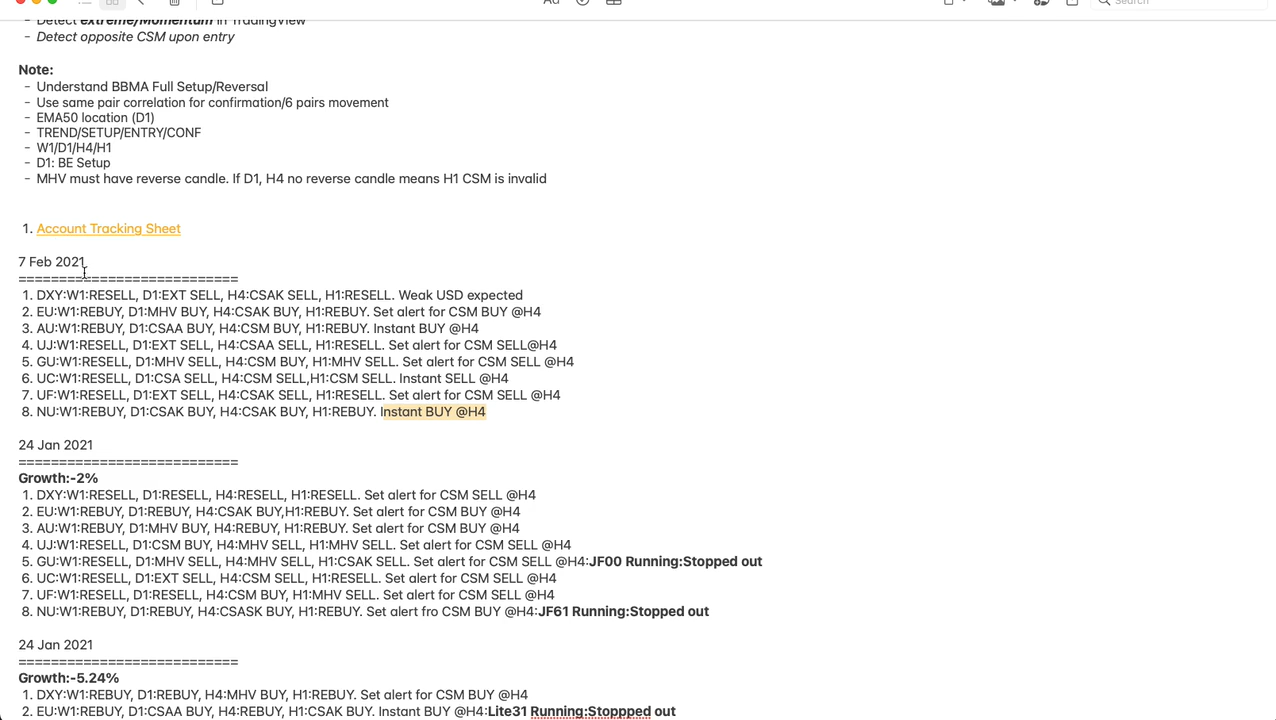 - Detect extreme/Momentum in TradingView
- Detect opposite CSM upon entry
Note:
- Understand BBMA Full Setup/Reversal
- Use same pair correlation for confirmation/6 pairs movement
- EMA50 location (D1)
- TREND/SETUP/ENTRY/CONF
- W1/D1/H4/H1
- D1: BE Setup
- MHV must have reverse candle. If D1, H4 no reverse candle means H1 CSM is invalid
1. Account Tracking Sheet
7 Feb 2021
===========================
1. DXY:W1:RESELL, D1:EXT SELL, H4:CSAK SELL, H1:RESELL. Weak USD expected
2. EU:W1:REBUY, D1:MHV BUY, H4:CSAK BUY, H1:REBUY. Set alert for CSM BUY @H4
3. AU:W1:REBUY, D1:CSAA BUY, H4:CSM BUY, H1:REBUY. Instant BUY @H4
4. UJ:W1:RESELL, D1:EXT SELL, H4:CSAA SELL, H1:RESELL. Set alert for CSM SELL@H4
5. GU:W1:RESELL, D1:MHV SELL, H4:CSM BUY, H1:MHV SELL. Set alert for CSM SELL @H4
6. UC:W1:RESELL, D1:CSA SELL, H4:CSM SELL,H1:CSM SELL. Instant SELL @H4
7. UF:W1:RESELL, D1:EXT SELL, H4:CSAK SELL, H1:RESELL. Set alert for CSM SELL @H4
8. NU:W1:REBUY, D1:CSAK BUY, H4:CSAK BUY, H1:REBUY. Instant BUY @H4
24 Jan 2021
===========================
Growth:-2%
1. DXY:W1:RESELL, D1:RESELL, H4:RESELL, H1:RESELL. Set alert for CSM SELL @H4
2. EU:W1:REBUY, D1:REBUY, H4:CSAK BUY,H1:REBUY. Set alert for CSM BUY @H4
3. AU:W1:REBUY, D1:MHV BUY, H4:REBUY, H1:REBUY. Set alert for CSM BUY @H4
4. UJ:W1:RESELL, D1:CSM BUY, H4:MHV SELL, H1:MHV SELL. Set alert for CSM SELL @H4
5. GU:W1:RESELL, D1:MHV SELL, H4:MHV SELL, H1:CSAK SELL. Set alert for CSM SELL @H4:JF00 Running:Stopped out
6. UC:W1:RESELL, D1:EXT SELL, H4:CSM SELL, H1:RESELL. Set alert for CSM SELL @H4
7. UF:W1:RESELL, D1:RESELL, H4:CSM BUY, H1:MHV SELL. Set alert for CSM SELL @H4
8. NU:W1:REBUY, D1:REBUY, H4:CSASK BUY, H1:REBUY. Set alert fro CSM BUY @H4:JF61 Running:Stopped out
24 Jan 2021
===========================
Growth:-5.24%
1. DXY:W1:REBUY, D1:REBUY, H4:MHV BUY, H1:REBUY. Set alert for CSM BUY @H4
2. EU:W1:REBUY, D1:CSAA BUY, H4:REBUY, H1:CSAK BUY. Instant BUY @H4:Lite31 Running:Stoppped out
Aa
Search